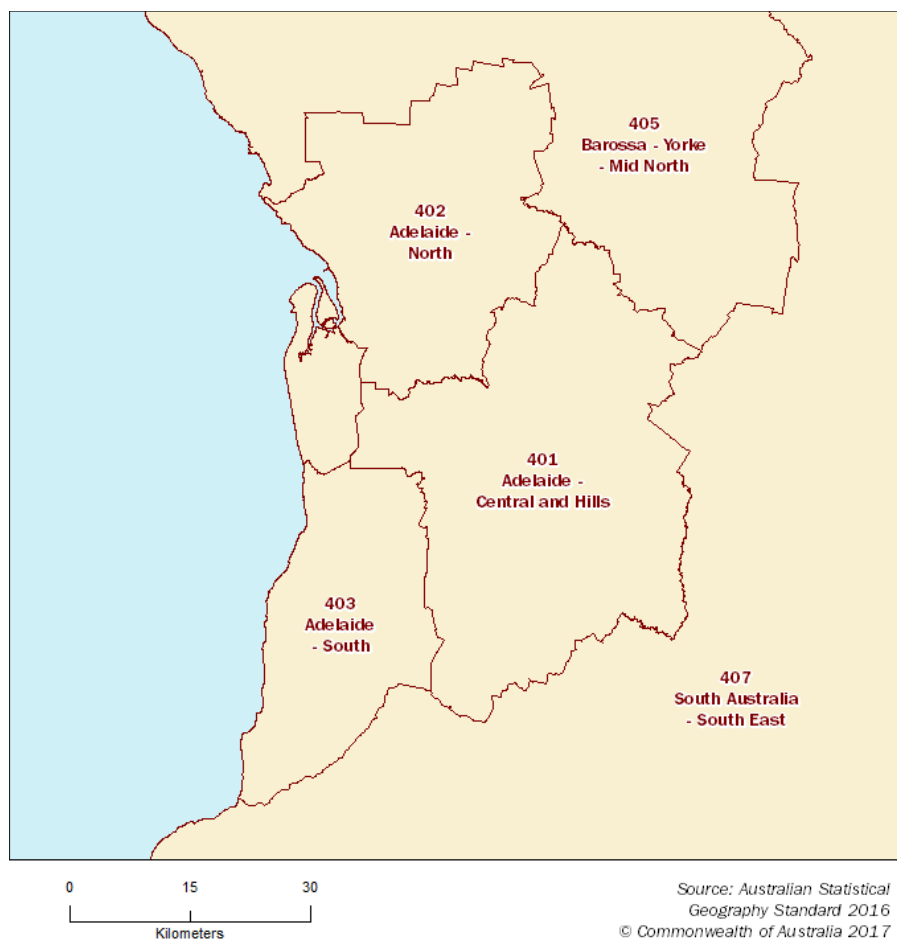 405
Barossa - Yorke
- Mid North
402
Adelaide -
North
401
Adelaide -
Central and Hills
403
Adelaide
- South
407
South Australia
- South East
0 15 30
Kilometers
Source: Australian Statistical
Geography Standard 2016
© Commonwealth of Australia 2017